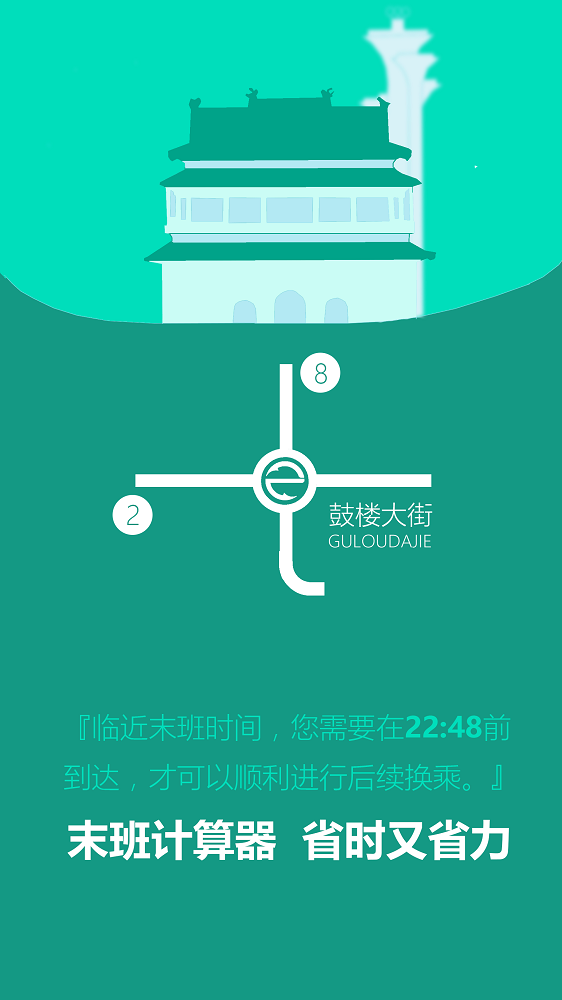 8
2
鼓楼大街
GULOUDAJIE
『临近末班时间，您需要在22:48前
到达，才可以顺利进行后续换乘。』
末班计算器 省时又省力